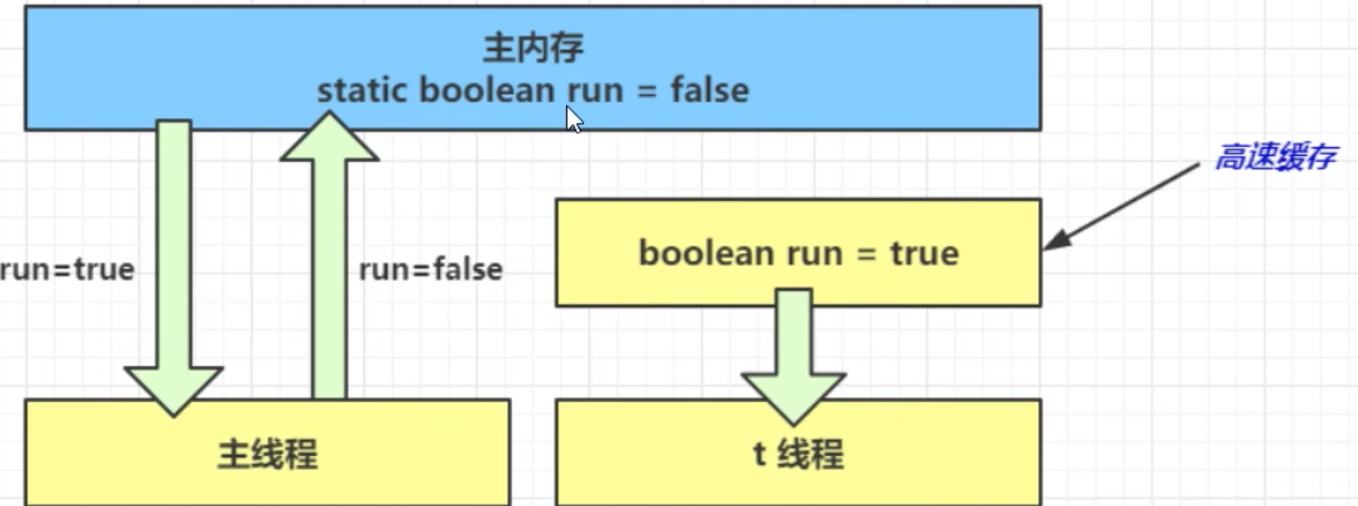 主内存
static boolean run = false
高速缓存
boolean run = true
run=true
run=false
主线程
t 线程